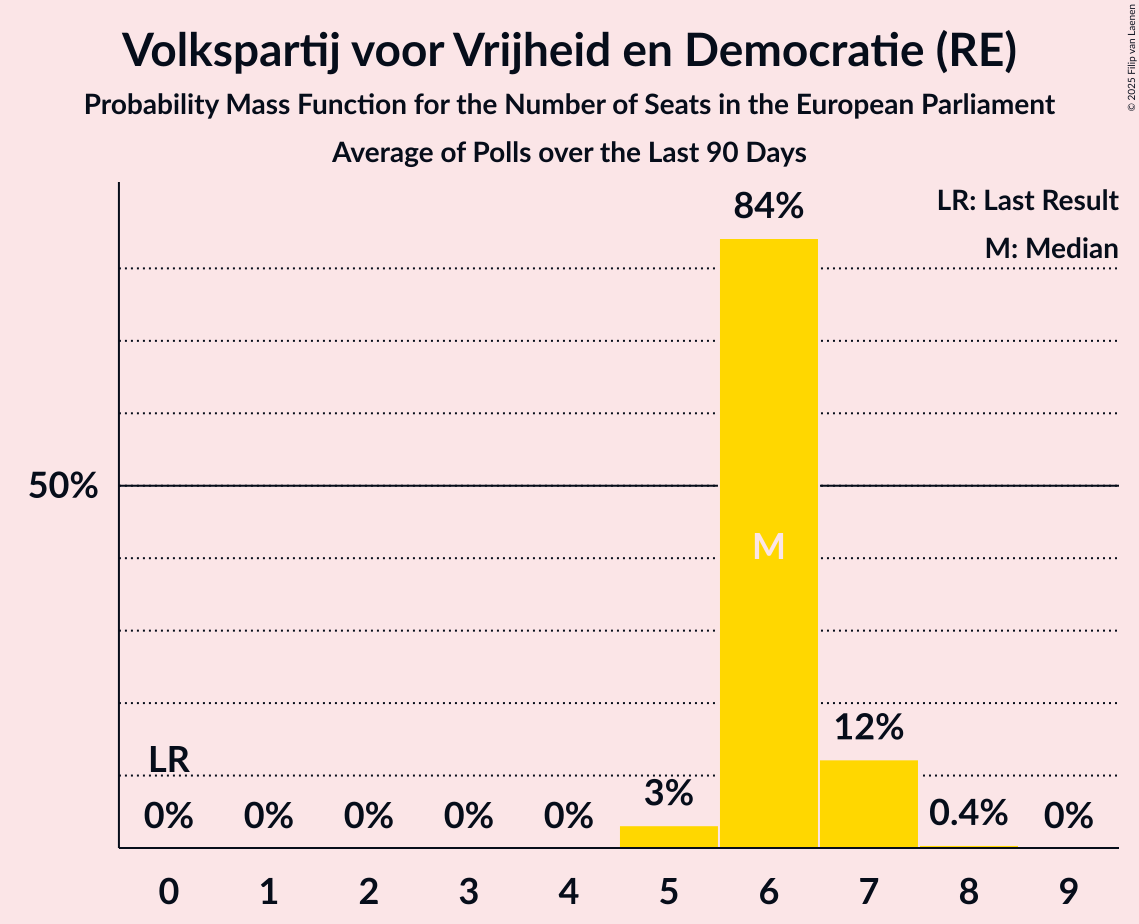 Volkspartij voor Vrijheid en Democratie (RE)
Probability Mass Function for the Number of Seats in the European Parliament
Average of Polls over the Last 90 Days
© 2025 Filip van Laenen
LR: Last Result
M: Median
84%
50%
M
12%
LR
3%
0% 0% 0% 0% 0% 0.4% 0%
0 1 2 3 4 5 6 7 8 9